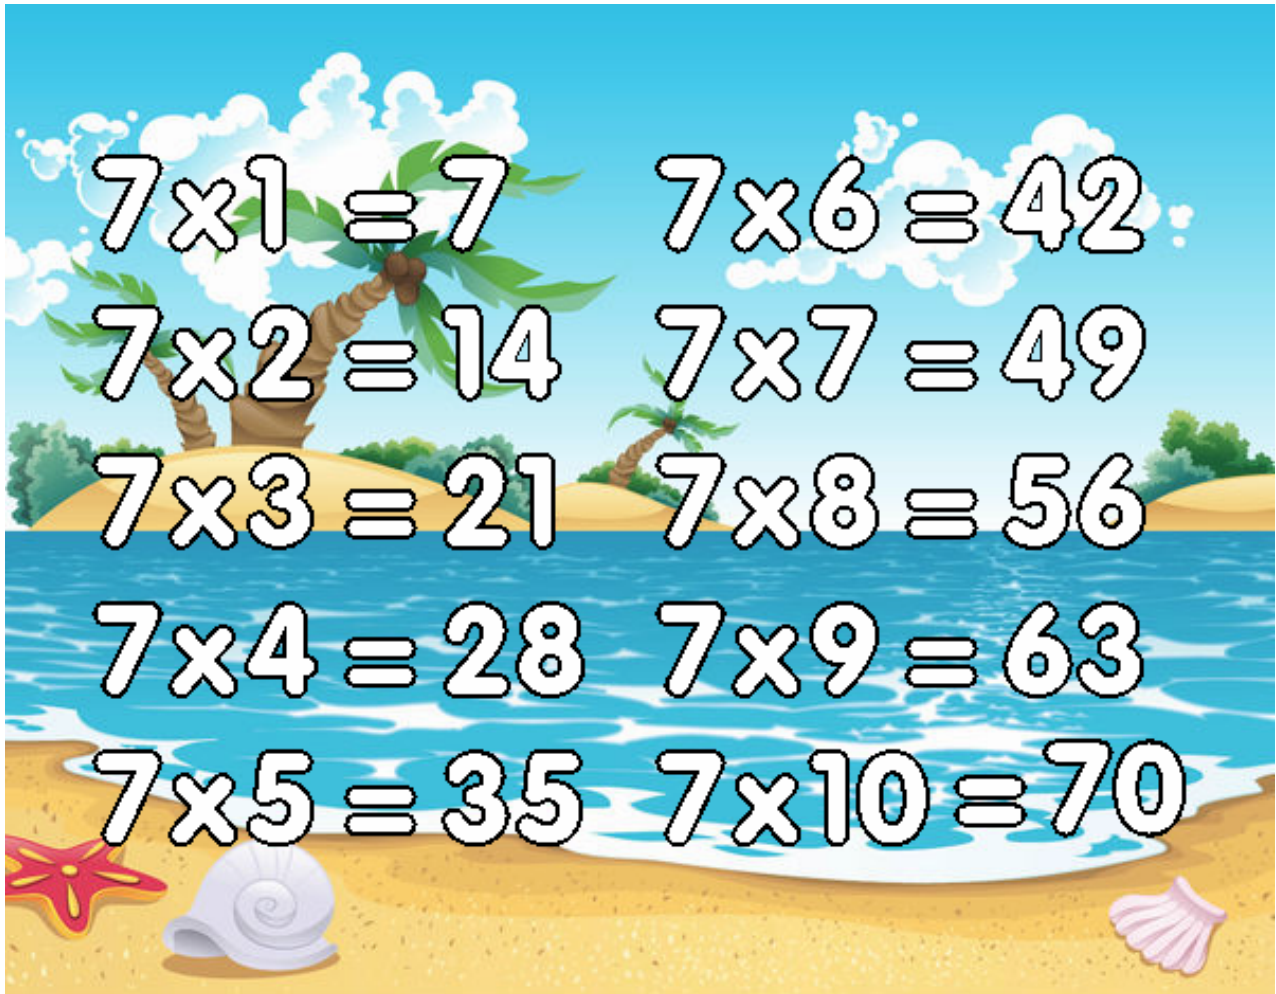 7x1 = 7
7x2 = 14
7x3 = 21
7x4 = 28
7x5 = 35
7x6 = 42
7x7 = 49
7x8 = 56
7x9 = 63
7x10 = 70